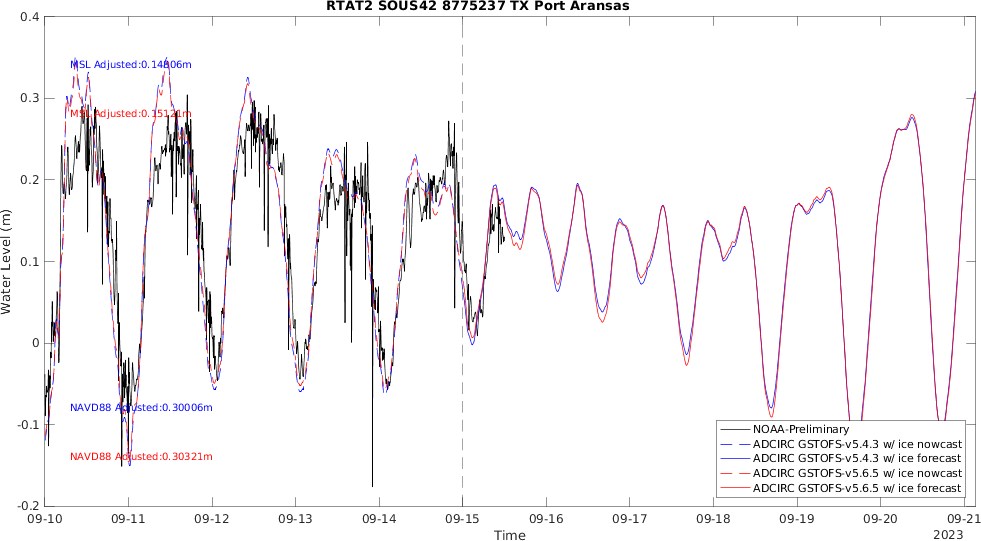 RTAT2 SOUS42 8775237 TX Port Aransas
0.4
0.3
0.2
0.1
0
-0.1
-0.2
Water Level (m)
MSL Adjusted:0.14806m
MSL Adjusted:0.15121m
NAVD88 Adjusted:0.30006m
NAVD88 Adjusted:0.30321m
NOAA-Preliminary
ADCIRC GSTOFS-v5.4.3 w/ ice nowcast
ADCIRC GSTOFS-v5.4.3 w/ ice forecast
ADCIRC GSTOFS-v5.6.5 w/ ice nowcast
ADCIRC GSTOFS-v5.6.5 w/ ice forecast
09-10 09-11 09-12 09-13 09-14 09-15 09-16 09-17 09-18 09-19 09-20 09-21
Time
2023